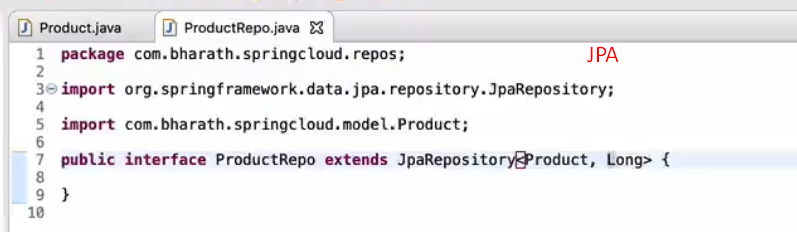 Product.java ProductRepo.java
1 package com.bharath.springcloud.repos; JPA
2
3 import org.springframework.data.jpa.repository.JpaRepository;
4
5 import com.bharath.springcloud.model.Product;
6
7 public interface ProductRepo extends JpaRepository<Product, Long> {
8
9 }
10